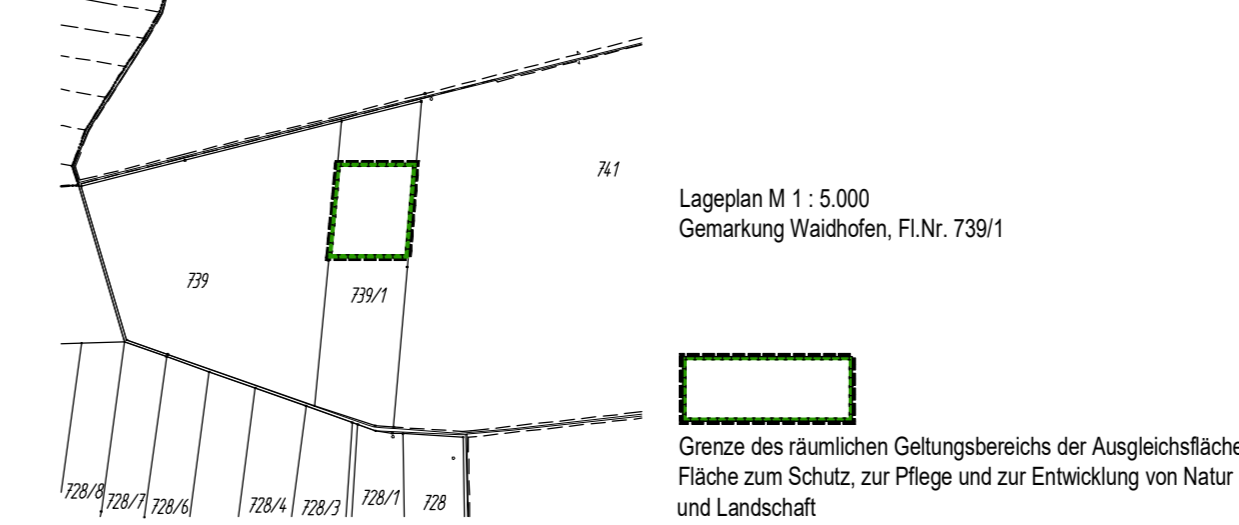 741
Lageplan M 1 : 5.000
Gemarkung Waidhofen, Fl.Nr. 739/1
739
739/1
Grenze des räumlichen Geltungsbereichs der Ausgleichsfläche
Fläche zum Schutz, zur Pflege und zur Entwicklung von Natur
und Landschaft
728/8 728/7 728/6 728/4 728/3 728/1 728